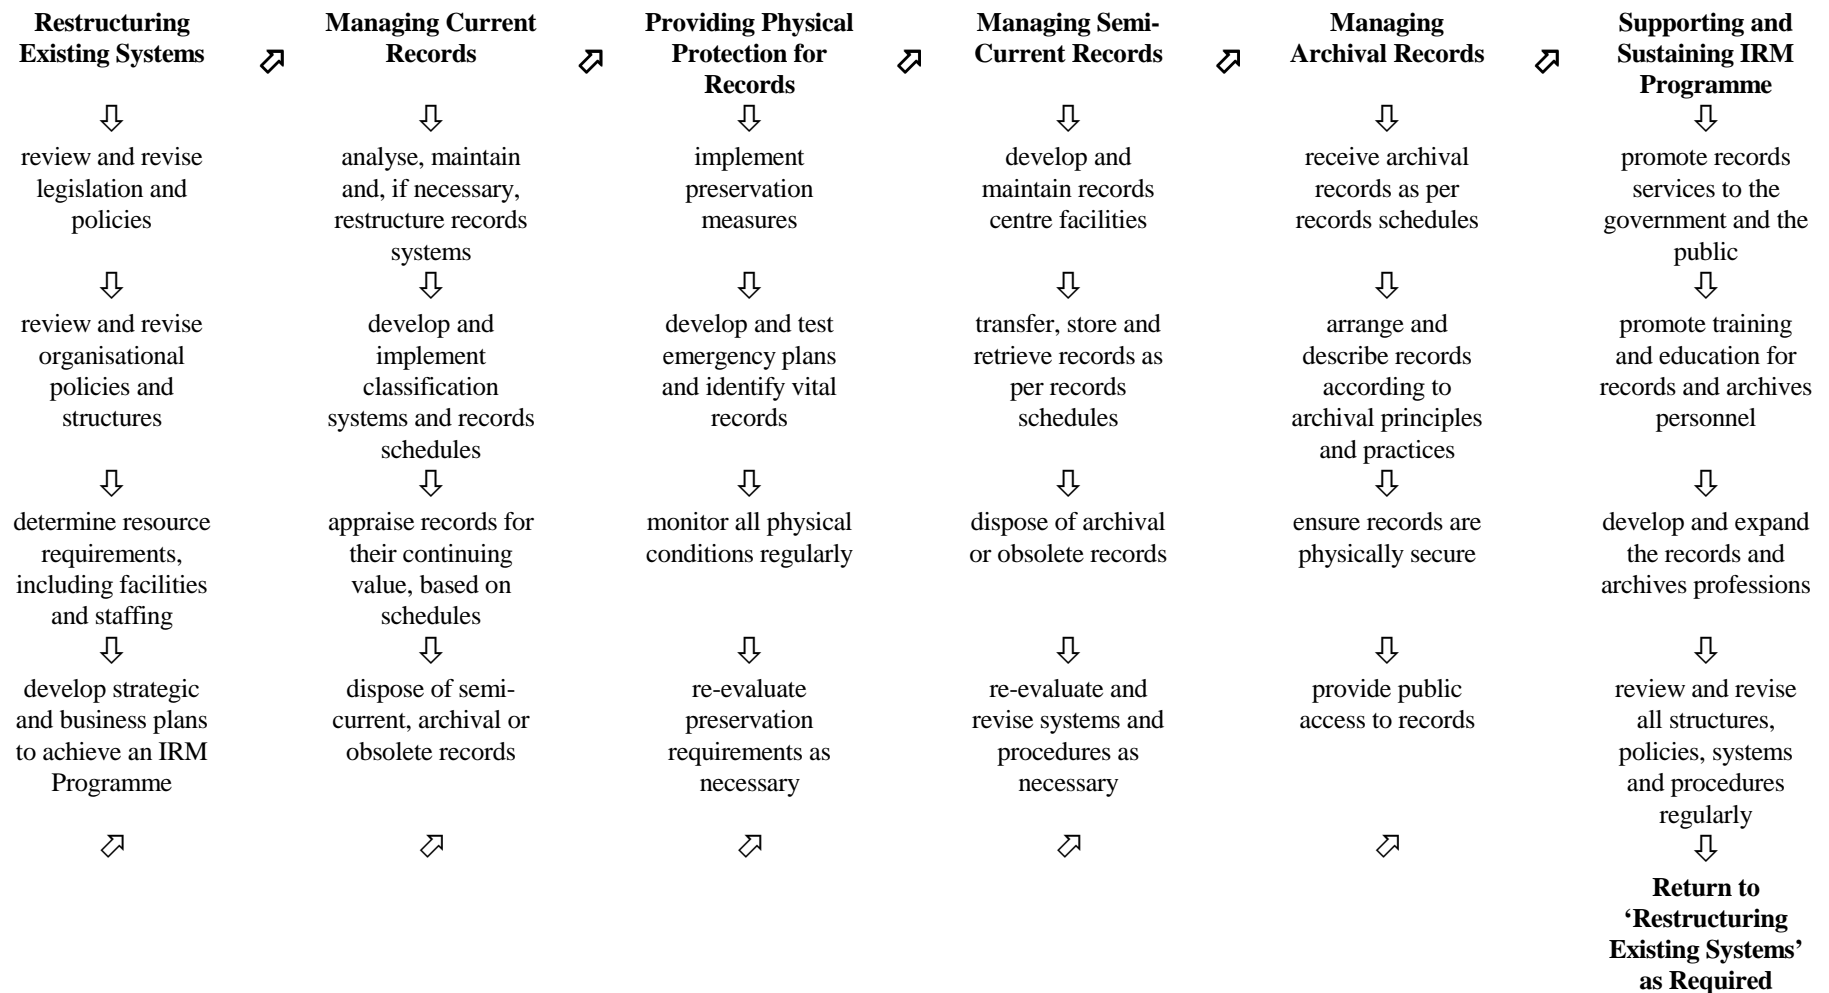 Restructuring
Existing Systems
⇩
review and revise
legislation and
policies
⇩
review and revise
organisational
policies and
structures
⇩
determine resource
requirements,
including facilities
and staffing
⇩
develop strategic
and business plans
to achieve an IRM
Programme
Managing Current
Records
⇩
analyse, maintain
and, if necessary,
restructure records
systems
⇩
develop and
implement
classification
systems and records
schedules
⇩
appraise records for
their continuing
value, based on
schedules
⇩
dispose of semi-
current, archival or
obsolete records
Providing Physical
Protection for
Records
⇩
implement
preservation
measures
⇩
develop and test
emergency plans
and identify vital
records
⇩
monitor all physical
conditions regularly
⇩
re-evaluate
preservation
requirements as
necessary
Managing Semi-
Current Records
⇩
develop and
maintain records
centre facilities
⇩
transfer, store and
retrieve records as
per records
schedules
⇩
dispose of archival
or obsolete records
⇩
re-evaluate and
revise systems and
procedures as
necessary
Managing
Archival Records
⇩
receive archival
records as per
records schedules
⇩
arrange and
describe records
according to
archival principles
and practices
⇩
ensure records are
physically secure
⇩
provide public
access to records
Supporting and
Sustaining IRM
Programme
⇩
promote records
services to the
government and the
public
⇩
promote training
and education for
records and archives
personnel
⇩
develop and expand
the records and
archives professions
⇩
review and revise
all structures,
policies, systems
and procedures
regularly
⇩
Return to
‘Restructuring
Existing Systems’
as Required